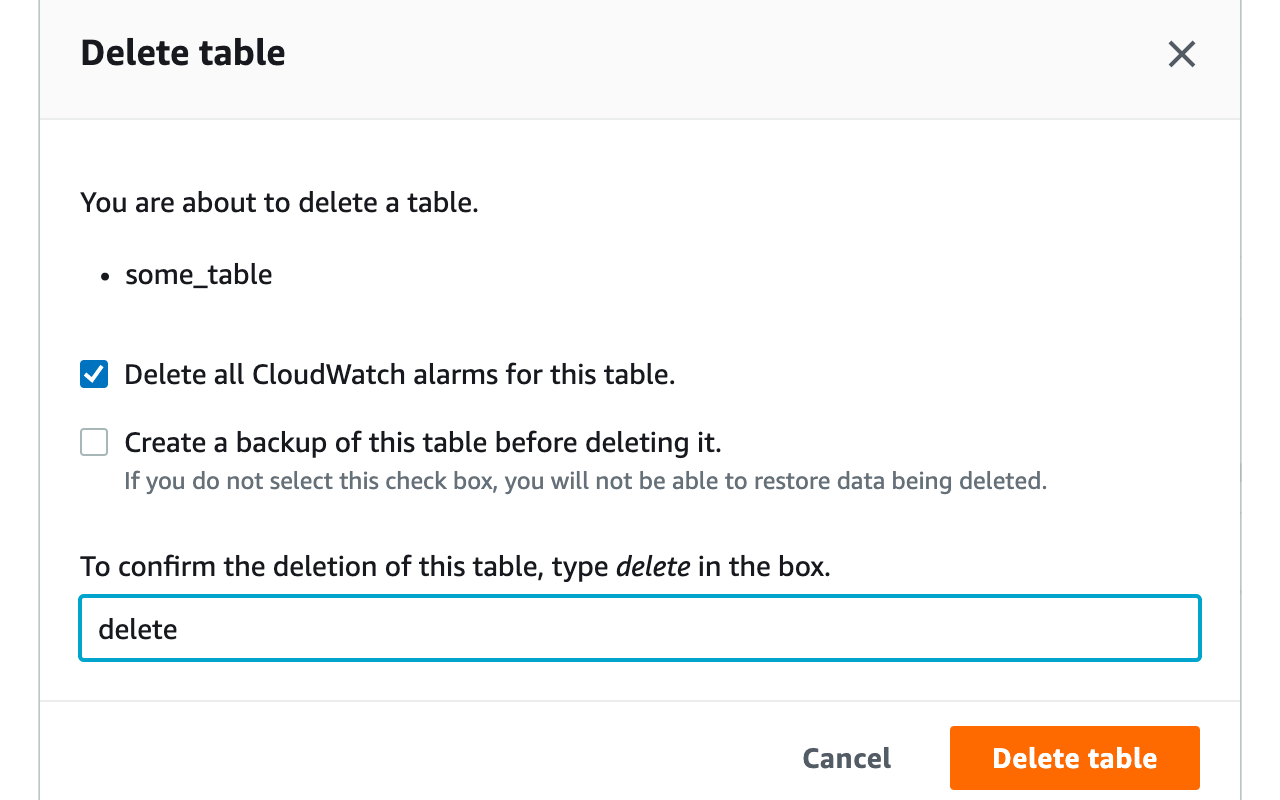 Delete table
You are about to delete a table.
• some_table
Delete all CloudWatch alarms for this table.
Create a backup of this table before deleting it.
If you do not select this check box, you will not be able to restore data being deleted.
To confirm the deletion of this table, type delete in the box.
delete
Cancel
Delete table